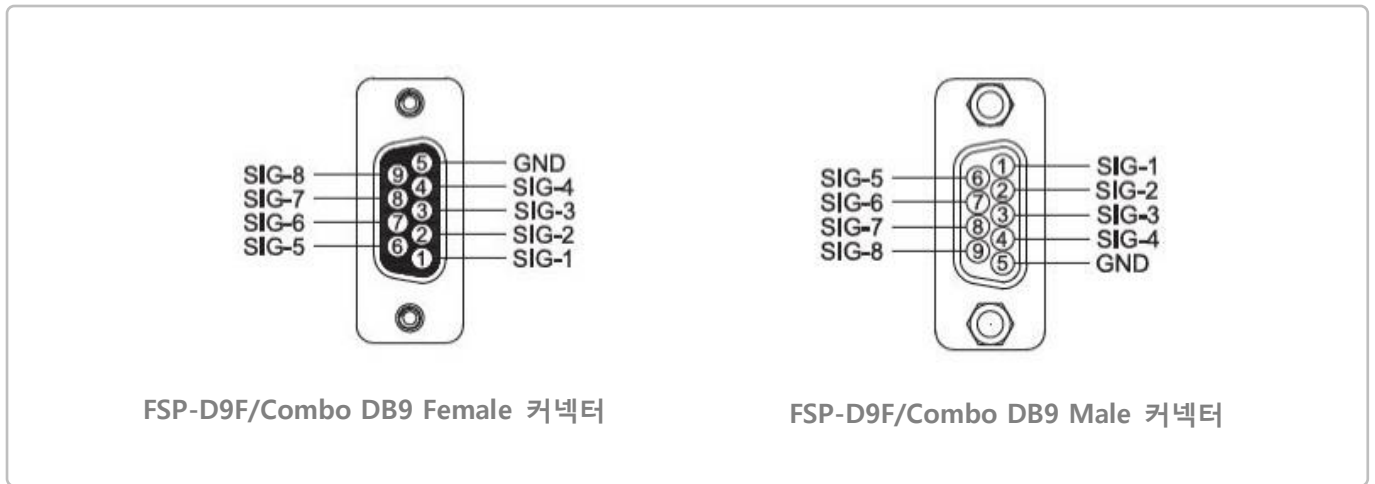 SIG-8
SIG-7
SIG-6
SIG-5
9
8
7
6
5
4
3
2
1
GND
SIG-4
SIG-3
SIG-2
SIG-1
FSP-D9F/Combo DB9 Female 커넥터
SIG-5
SIG-6
SIG-7
SIG-8
6
7
8
9
1
2
3
4
5
SIG-1
SIG-2
SIG-3
SIG-4
GND
FSP-D9F/Combo DB9 Male 커넥터